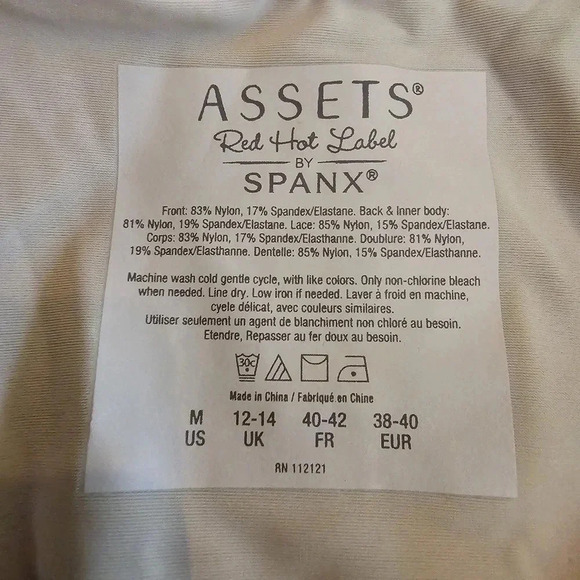 ASSETS®
Red Hot Label
BY
SPANX®
Front: 83% Nylon, 17% Spandex/Elastane. Back & Inner body:
81% Nylon, 19% Spandex/Elastane. Lace: 85% Nylon, 15% Spandex/Elastane.
Corps: 83% Nylon, 17% Spandex/Elasthanne. Doublure: 81% Nylon,
19% Spandex/Elasthanne. Dentelle: 85% Nylon, 15% Spandex/Elasthanne.
Machine wash cold gentle cycle, with like colors. Only non-chlorine bleach
when needed. Line dry. Low iron if needed. Laver à froid en machine,
cycle délicat, avec couleurs similaires.
Utiliser seulement un agent de blanchiment non chloré au besoin.
Etendre, Repasser au fer doux au besoin.
30c
Made in China / Fabriqué en China
M 12-14 40-42 38-40
US UK FR EUR
RN 112121